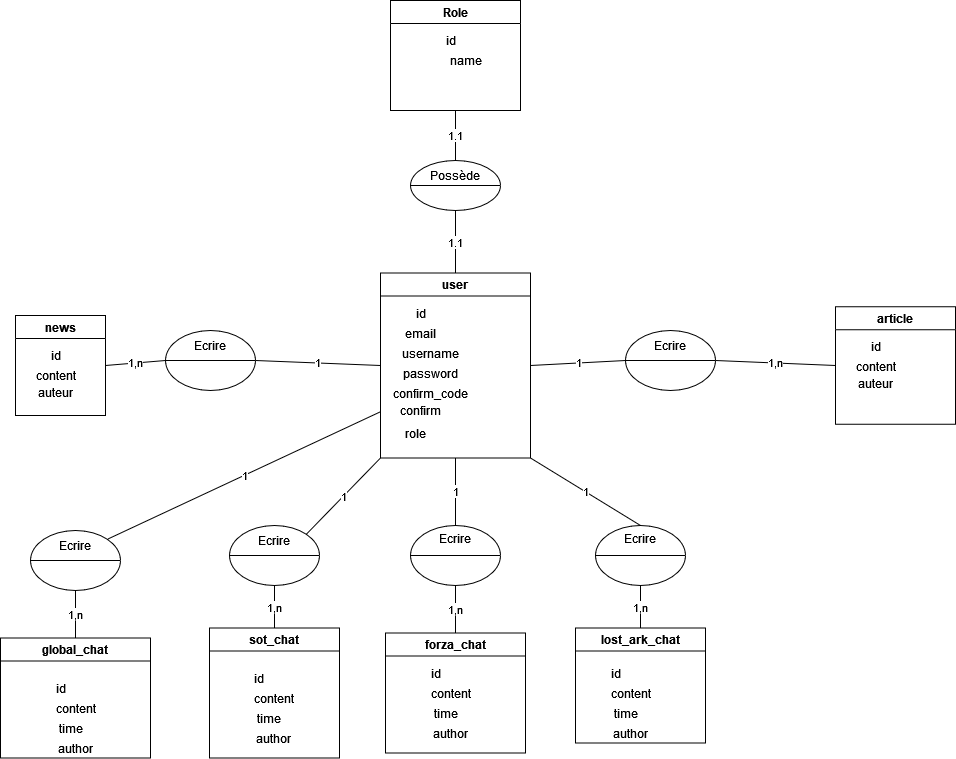 Role
id
name
1.1
Possède
1.1
user
id
email
username
password
confirm_code
confirm
role
news
id
content
auteur
1,n
Ecrire
1
1
Ecrire
1,n
article
id
content
auteur
1
Ecrire
1,n
global_chat
id
content
time
author
1
Ecrire
1,n
sot_chat
id
content
time
author
1
Ecrire
1,n
forza_chat
id
content
time
author
1
Ecrire
1,n
lost_ark_chat
id
content
time
author